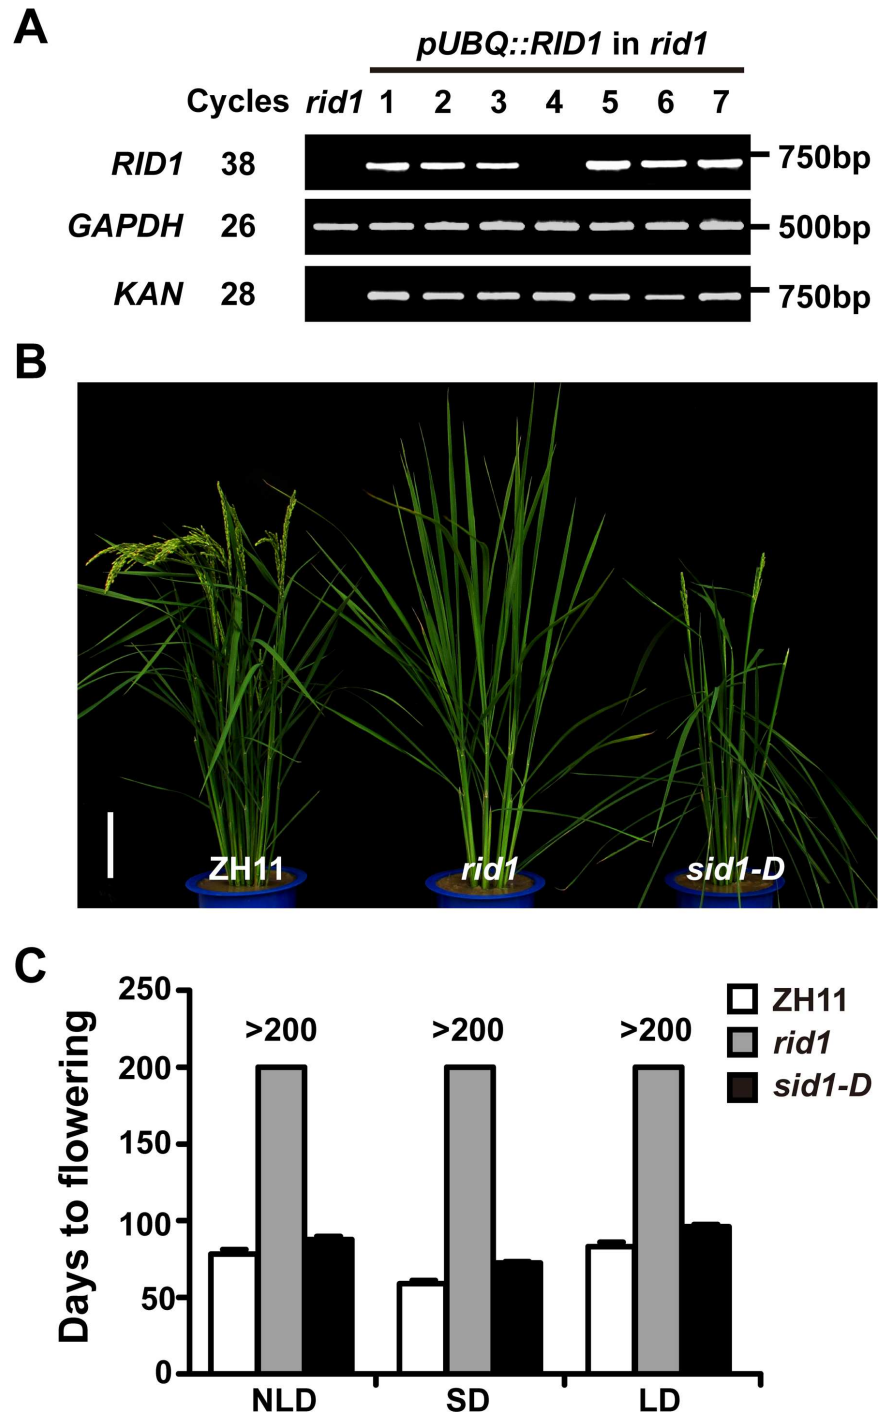 A
pUBQ::RID1 in rid1
Cycles rid1 1 2 3 4 5 6 7
RID1 38 750bp
GAPDH 26 500bp
KAN 28 750bp
B
ZH11 rid1 sid1-D
C
Days to flowering
250
200
150
100
50
0
>200 >200 >200
ZH11
rid1
sid1-D
NLD SD LD